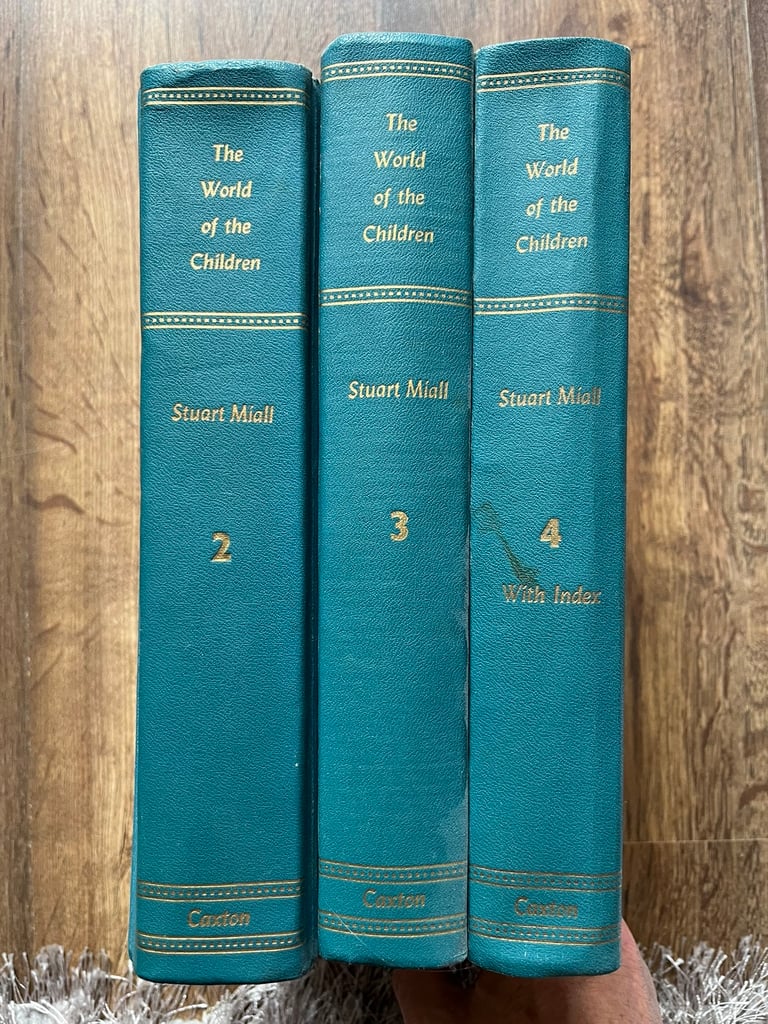 The
World
of the
Children
Stuart Miall
2
Caxton
The
World
of the
Children
Stuart Miall
3
Caxton
The
World
of the
Children
Stuart Miall
4
With Index
Caxton